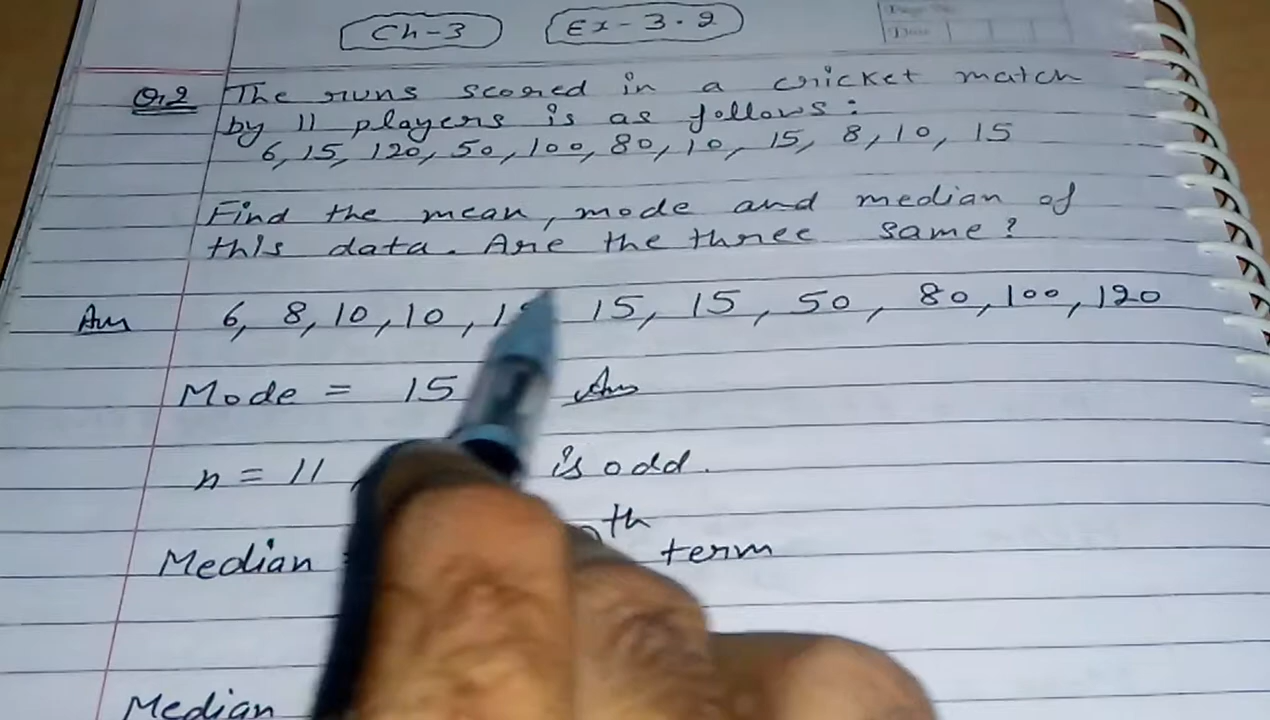 Ch-3 Ex-3.2
Page No.
Date
Q.2 The runs scored in a cricket match
by 11 players is as follows:
6, 15, 120, 50, 100, 80, 10, 15, 8, 10, 15
Find the mean, mode and median of
this data. Are the three same?
Ans 6, 8, 10, 10, 15, 15, 50, 80, 100, 120
Mode = 15 Ans
n = 11 is odd.
Median th term
Median